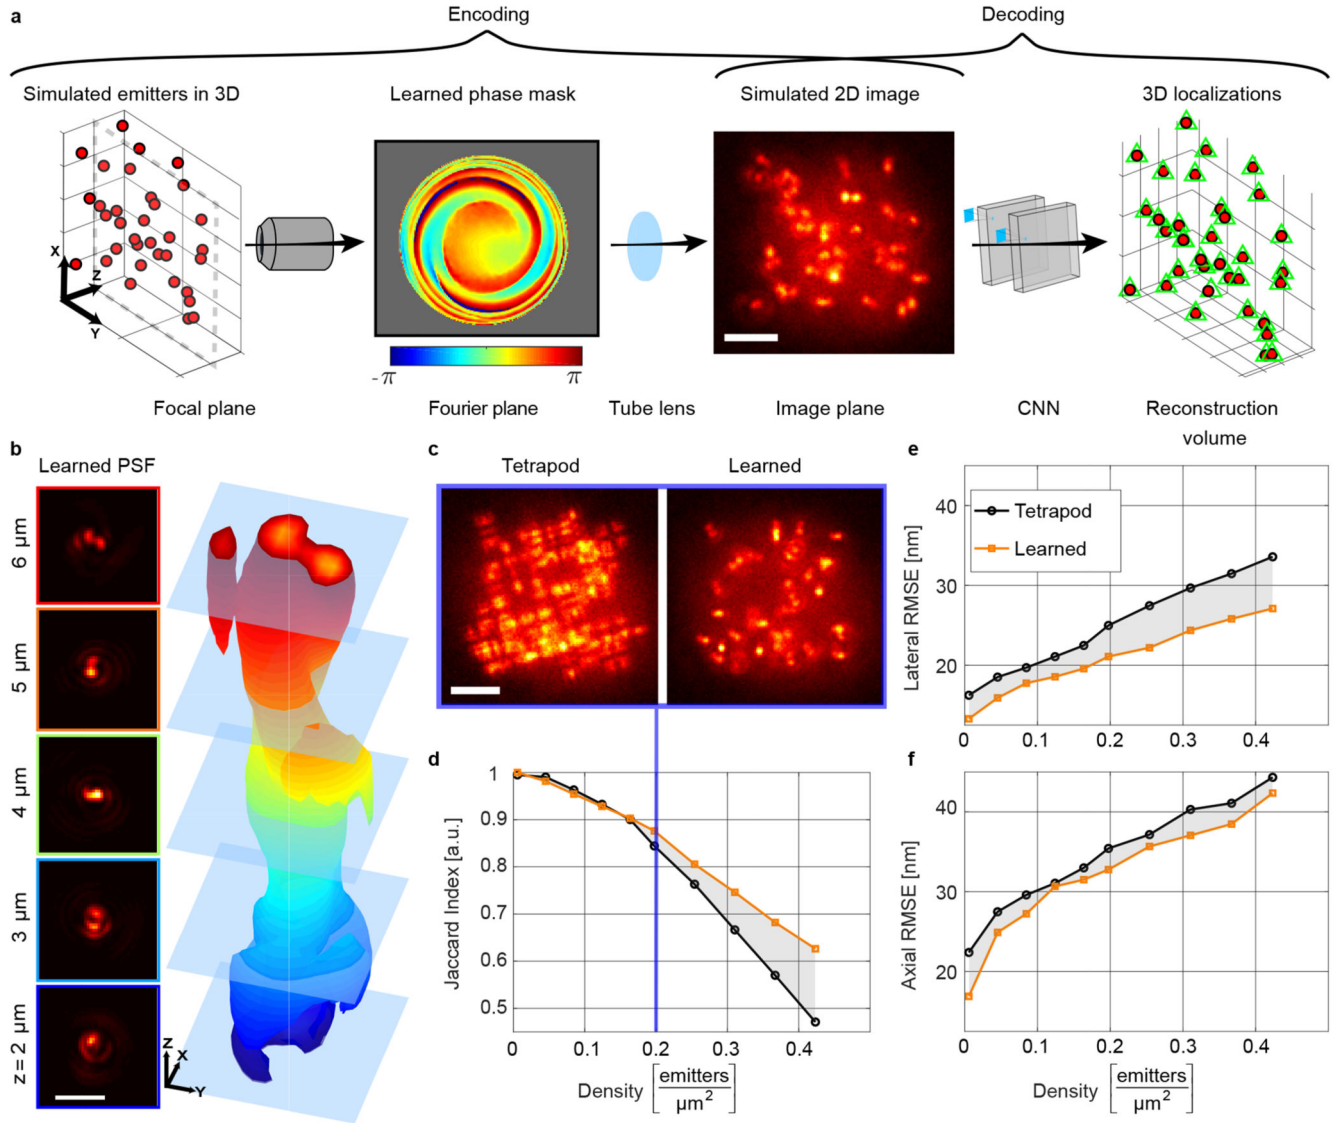 a
Encoding
Decoding
Simulated emitters in 3D
Learned phase mask
Simulated 2D image
3D localizations
X
Z
Y
-π
π
Focal plane
Fourier plane
Tube lens
Image plane
CNN
Reconstruction
volume
b
Learned PSF
6 µm
5 µm
4 µm
3 µm
z = 2 µm
Z
X
Y
c
Tetrapod
Learned
d
Jaccard Index [a.u.]
1
0.9
0.8
0.7
0.6
0.5
0
0.1
0.2
0.3
0.4
Density [emitters
µm2]
e
Lateral RMSE [nm]
40
30
20
Tetrapod
Learned
0
0.1
0.2
0.3
0.4
f
Axial RMSE [nm]
40
30
20
0
0.1
0.2
0.3
0.4
Density [emitters
µm2]